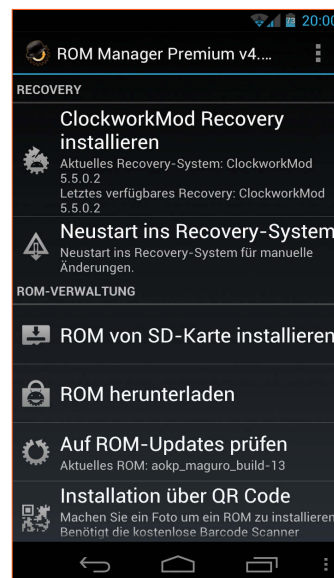 20:00
ROM Manager Premium v4....
RECOVERY
ClockworkMod Recovery
installieren
Aktuelles Recovery-System: ClockworkMod
5.5.0.2
Letztes verfügbares Recovery: ClockworkMod
5.5.0.2
Neustart ins Recovery-System
Neustart ins Recovery-System für manuelle
Änderungen.
ROM-VERWALTUNG
ROM von SD-Karte installieren
ROM herunterladen
Auf ROM-Updates prüfen
Aktuelles ROM: aokp_maguro_build-13
Installation über QR Code
Machen Sie ein Foto um ein ROM zu installieren
Benötigt die kostenlose Barcode Scanner